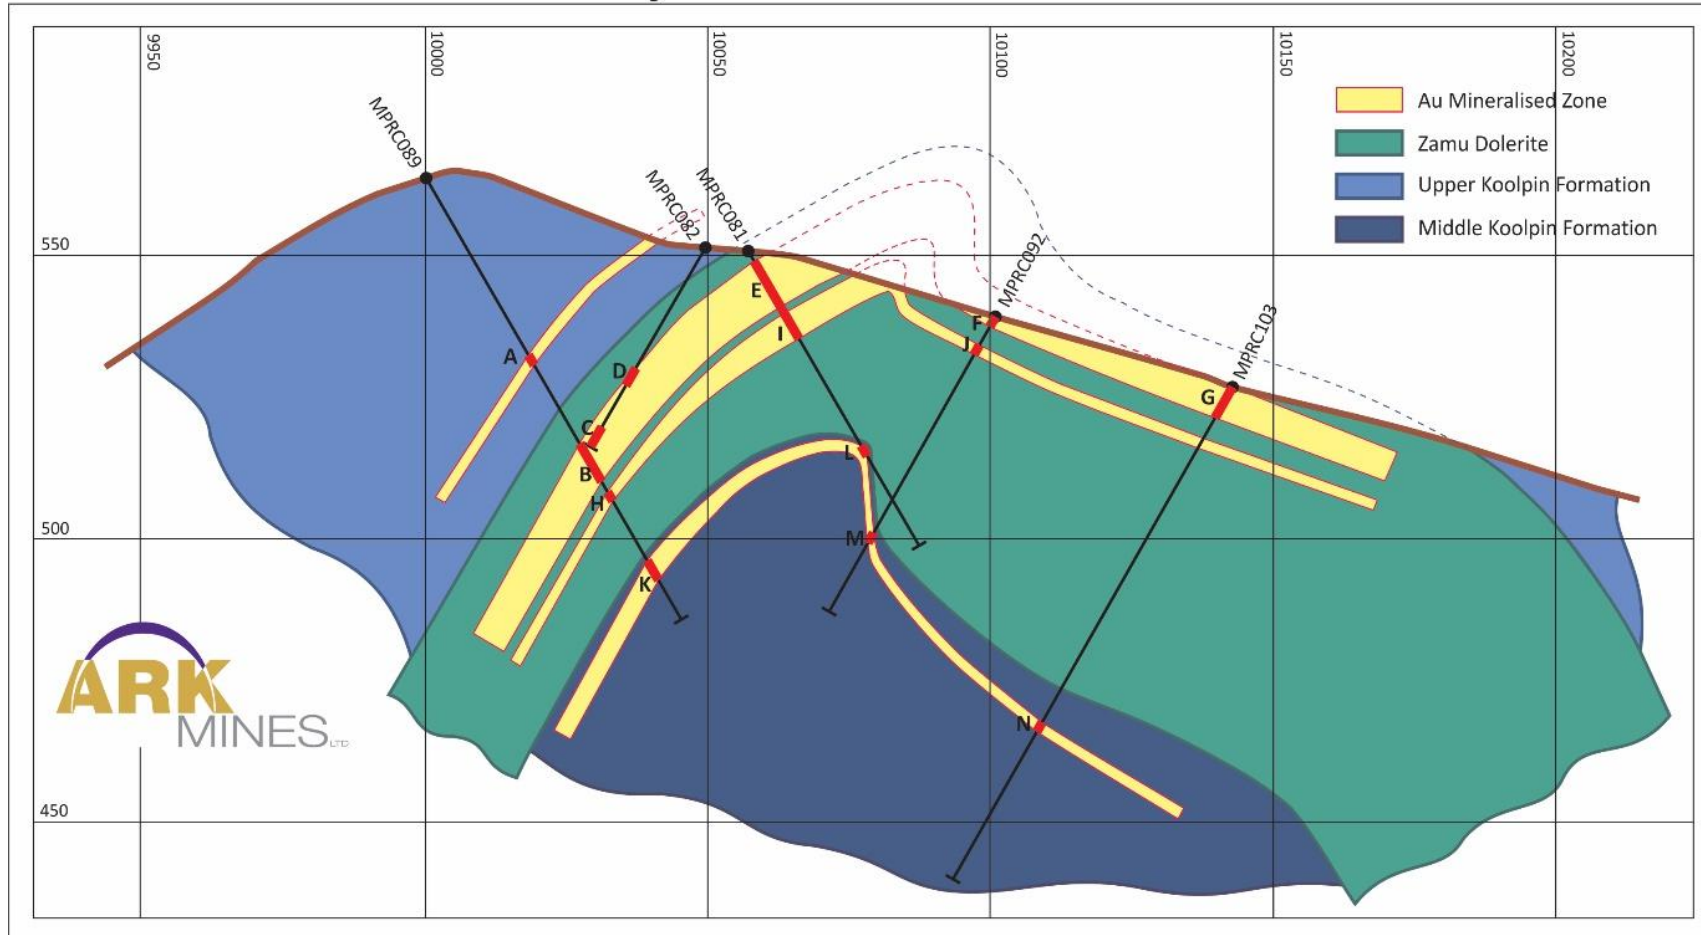 9950
10000
10050
10100
10150
10200
Au Mineralised Zone
Zamu Dolerite
Upper Koolpin Formation
Middle Koolpin Formation
MPRC089
MPRC082
MPRC081
MPRC092
MPRC103
550
500
450
A
B
C
D
E
F
G
H
I
J
K
L
M
N
ARK
MINES LTD